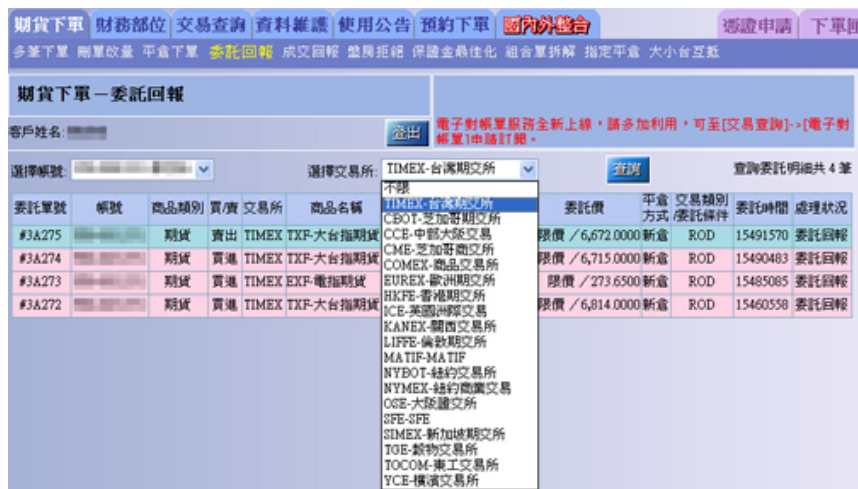 期貨下單 財務部位 交易查詢 資料維護 使用公告 預約下單 國內外整合 憑證申請 下單
多筆下單 刪單改量 平倉下單 委託回報 成交回報 盤房拒絕 保證金最佳化 組合單拆解 指定平倉 大小台互抵
期貨下單－委託回報
客戶姓名: 登出 電子對帳單服務全新上線，請多加利用，可至[交易查詢]->[電子對
帳單]申請訂閱。
選擇帳號: 選擇交易所: TIMEX-台灣期交所 查詢 查詢委託明細共 4 筆
委託單號 帳號 商品類別 買/賣 交易所 商品名稱 委託價 平倉方式 交易類別/委託條件 委託時間 處理狀況
#3A275 期貨 賣出 TIMEX TXF-大台指期貨 限價 /6,672.0000 新倉 ROD 15491570 委託回報
#3A274 期貨 買進 TIMEX TXF-大台指期貨 限價 /6,715.0000 新倉 ROD 15490483 委託回報
#3A273 期貨 買進 TIMEX EXF-電指期貨 限價 /273.6500 新倉 ROD 15485085 委託回報
#3A272 期貨 買進 TIMEX TXF-大台指期貨 限價 /6,814.0000 新倉 ROD 15460558 委託回報
不限
TIMEX-台灣期交所
CBOT-芝加哥期交所
CCE-中部大阪交易
CME-芝加哥商交所
COMEX-商品交易所
EUREX-歐洲期交所
HKFE-香港期交所
ICE-英國洲際交易
KANEX-關西交易所
LIFFE-倫敦期交所
MATIF-MATIF
NYBOT-紐約交易所
NYMEX-紐約商業交易
OSE-大阪證交所
SFE-SFE
SIMEX-新加坡期交所
TGE-穀物交易所
TOCOM-東工交易所
YCE-橫濱交易所